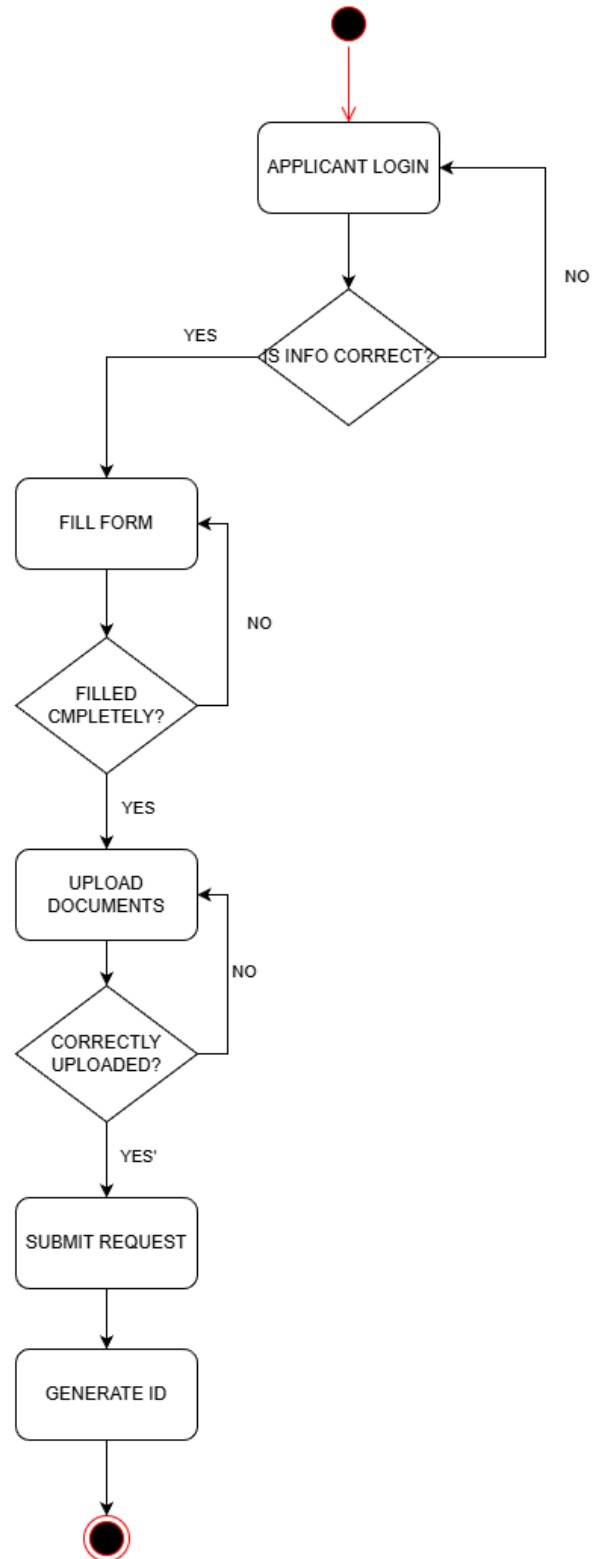 APPLICANT LOGIN
NO
YES
IS INFO CORRECT?
FILL FORM
NO
FILLED
CMPLETELY?
YES
UPLOAD
DOCUMENTS
NO
CORRECTLY
UPLOADED?
YES'
SUBMIT REQUEST
GENERATE ID